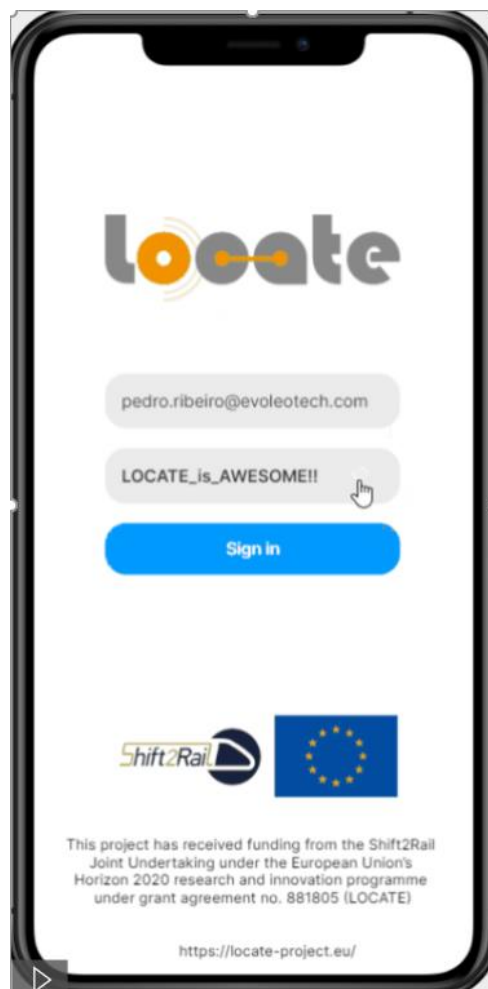 Locate
pedro.ribeiro@evoleotech.com
LOCATE_is_AWESOME!!
Sign in
Shift2Rail
This project has received funding from the Shift2Rail
Joint Undertaking under the European Union's
Horizon 2020 research and innovation programme
under grant agreement no. 881805 (LOCATE)
https://locate-project.eu/